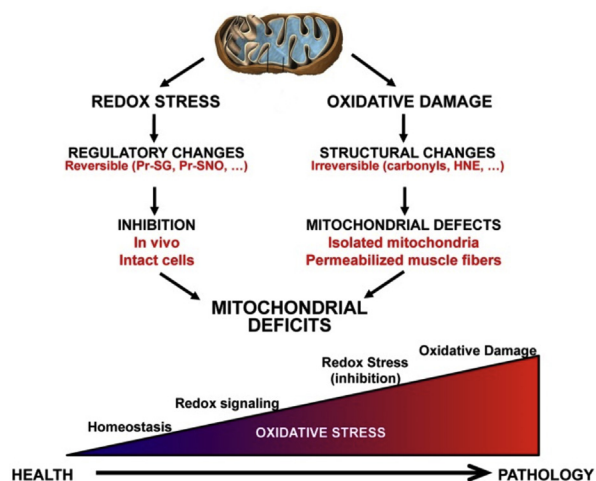 REDOX STRESS
OXIDATIVE DAMAGE
REGULATORY CHANGES
Reversible (Pr-SG, Pr-SNO, ...)
STRUCTURAL CHANGES
Irreversible (carbonyls, HNE, ...)
INHIBITION
In vivo
Intact cells
MITOCHONDRIAL DEFECTS
Isolated mitochondria
Permeabilized muscle fibers
MITOCHONDRIAL
DEFICITS
Homeostasis
Redox signaling
Redox Stress
(inhibition)
Oxidative Damage
OXIDATIVE STRESS
HEALTH
PATHOLOGY